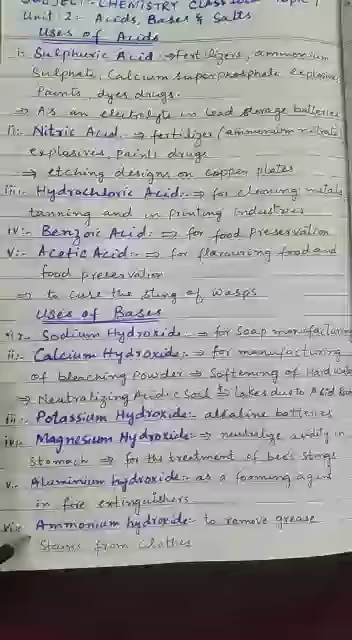 SUBJECT:- CHEMISTRY CLASS
Unit 2:- Acids, Bases & Salts
Uses of Acids
i:- Sulphuric Acid :⇒ fertilizers, ammonium
Sulphate, Calcium superphosphate explosive
Paints, dyes, drugs.
⇒ As an electrolyte in lead storage batteries
ii:- Nitric Acid:- ⇒ fertilizer (ammonium nitrate)
explosives, paints drugs
⇒ etching designs on copper plates
iii:- Hydrochloric Acid:- ⇒ for cleaning metals
tanning and in printing industries
iv:- Benzoic Acid:- ⇒ for food preservation
v:- Acetic Acid:- ⇒ for flavouring food and
food preservation
⇒ to cure the sting of wasps
Uses of Bases
i:- Sodium Hydroxide:- ⇒ for soap manufacturing
ii:- Calcium Hydroxide:- ⇒ for manufacturing
of bleaching Powder ⇒ Softening of Hard water
⇒ Neutralizing Acidic Soil & lakes due to Acid Rain
iii:- Potassium Hydroxide:- alkaline batteries
iv:- Magnesium Hydroxide:- ⇒ neutralize acidity in
stomach ⇒ for the treatment of bee's stings
v:- Aluminium hydroxide:- as a foaming agent
in fire extinguishers
vi:- Ammonium hydroxide:- to remove grease
Stains from clothes